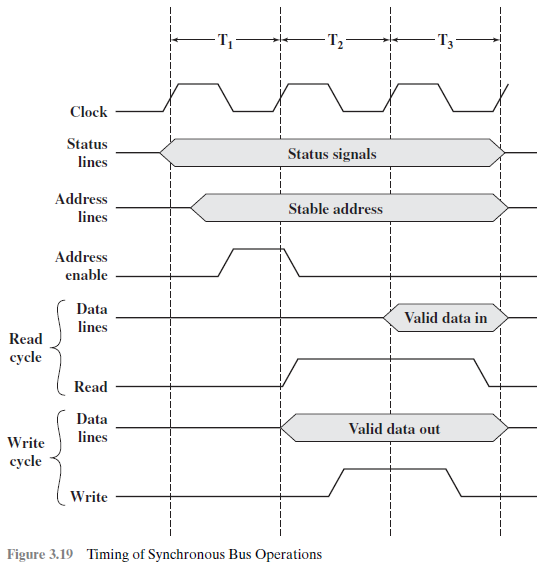 T1 T2 T3
Clock
Status
lines
Status signals
Address
lines
Stable address
Address
enable
Data
lines
Valid data in
Read
cycle
Read
Data
lines
Valid data out
Write
cycle
Write
Figure 3.19 Timing of Synchronous Bus Operations